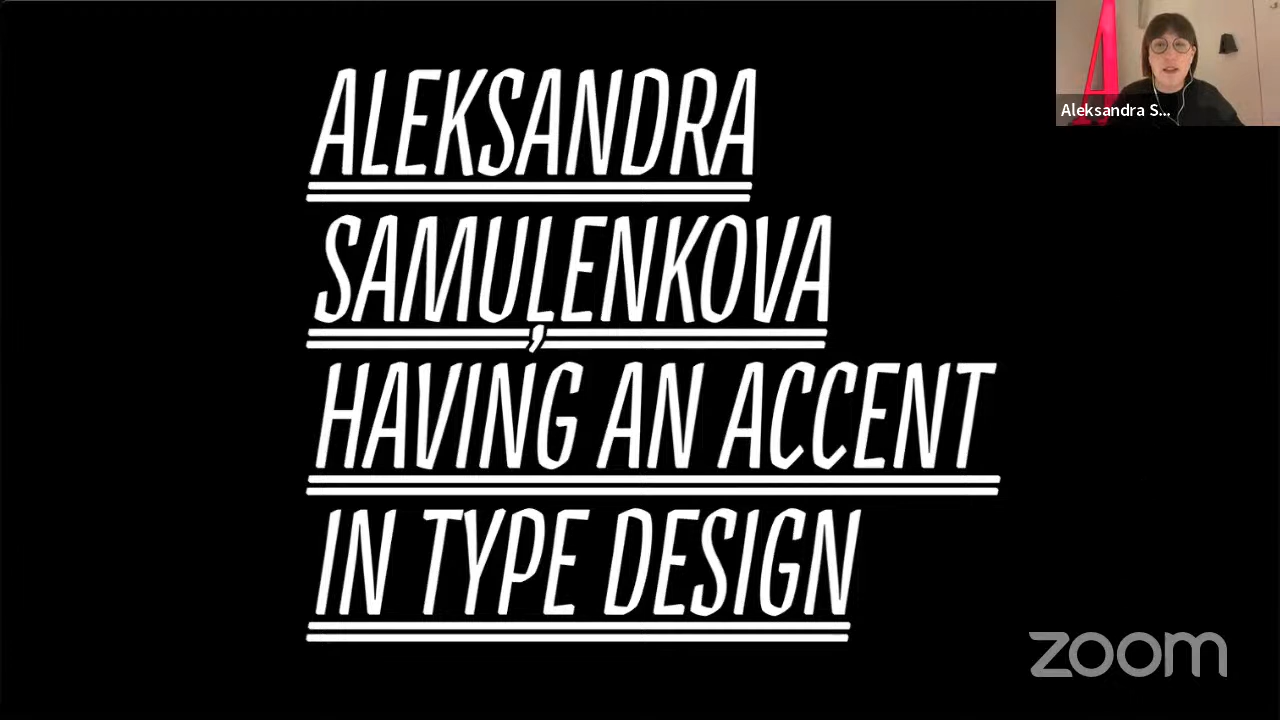 ALEKSANDRA
SAMUĻENKOVA
HAVING AN ACCENT
IN TYPE DESIGN
Aleksandra S...
zoom